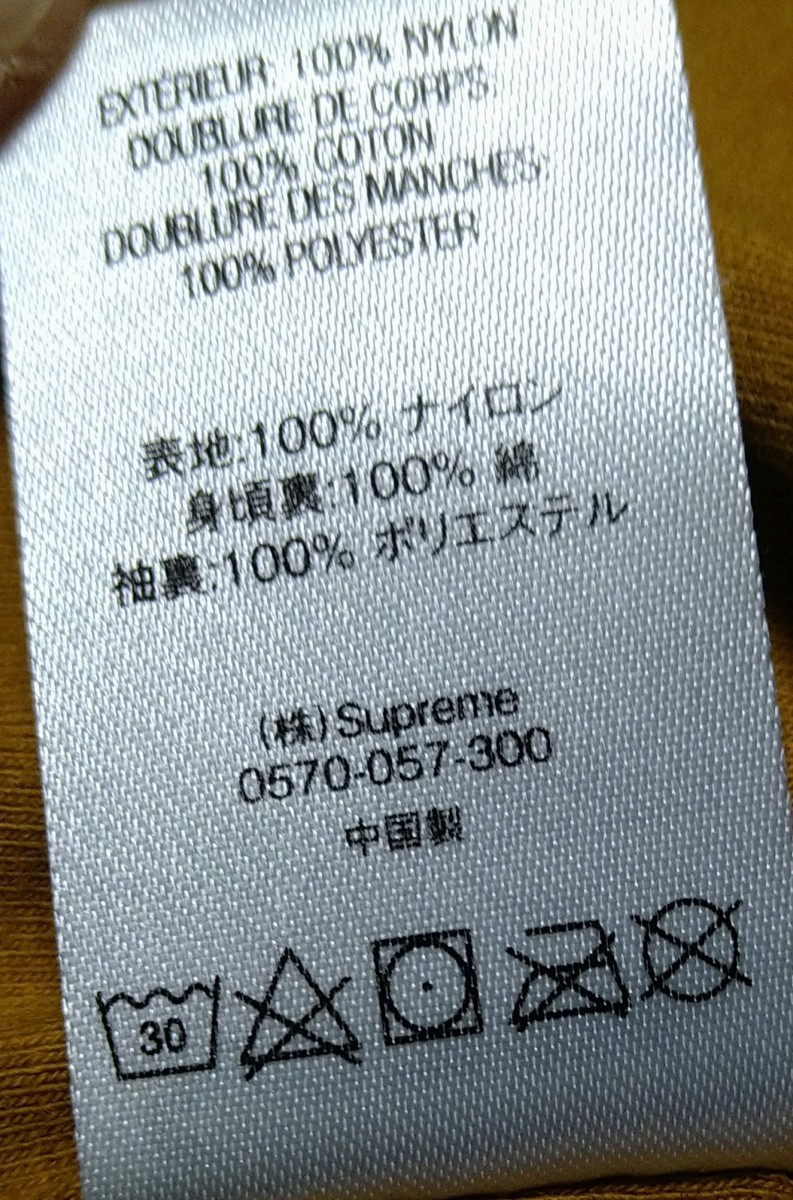 EXTÉRIEUR: 100% NYLON
DOUBLURE DE CORPS:
100% COTON
DOUBLURE DES MANCHES:
100% POLYESTER
表地:100% ナイロン
身頃裏:100% 綿
袖裏:100% ポリエステル
(株)Supreme
0570-057-300
中国製
30